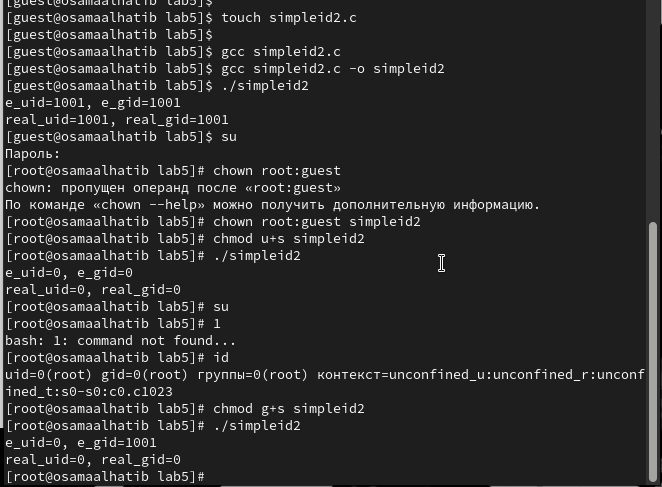 [guest@osamaalhatib lab5]$
[guest@osamaalhatib lab5]$ touch simpleid2.c
[guest@osamaalhatib lab5]$
[guest@osamaalhatib lab5]$ gcc simpleid2.c
[guest@osamaalhatib lab5]$ gcc simpleid2.c -o simpleid2
[guest@osamaalhatib lab5]$ ./simpleid2
e_uid=1001, e_gid=1001
real_uid=1001, real_gid=1001
[guest@osamaalhatib lab5]$ su
Пароль:
[root@osamaalhatib lab5]# chown root:guest
chown: пропущен операнд после «root:guest»
По команде «chown --help» можно получить дополнительную информацию.
[root@osamaalhatib lab5]# chown root:guest simpleid2
[root@osamaalhatib lab5]# chmod u+s simpleid2
[root@osamaalhatib lab5]# ./simpleid2
e_uid=0, e_gid=0
real_uid=0, real_gid=0
[root@osamaalhatib lab5]# su
[root@osamaalhatib lab5]# 1
bash: 1: command not found...
[root@osamaalhatib lab5]# id
uid=0(root) gid=0(root) группы=0(root) контекст=unconfined_u:unconfined_r:unconf
ined_t:s0-s0:c0.c1023
[root@osamaalhatib lab5]# chmod g+s simpleid2
[root@osamaalhatib lab5]# ./simpleid2
e_uid=0, e_gid=1001
real_uid=0, real_gid=0
[root@osamaalhatib lab5]#